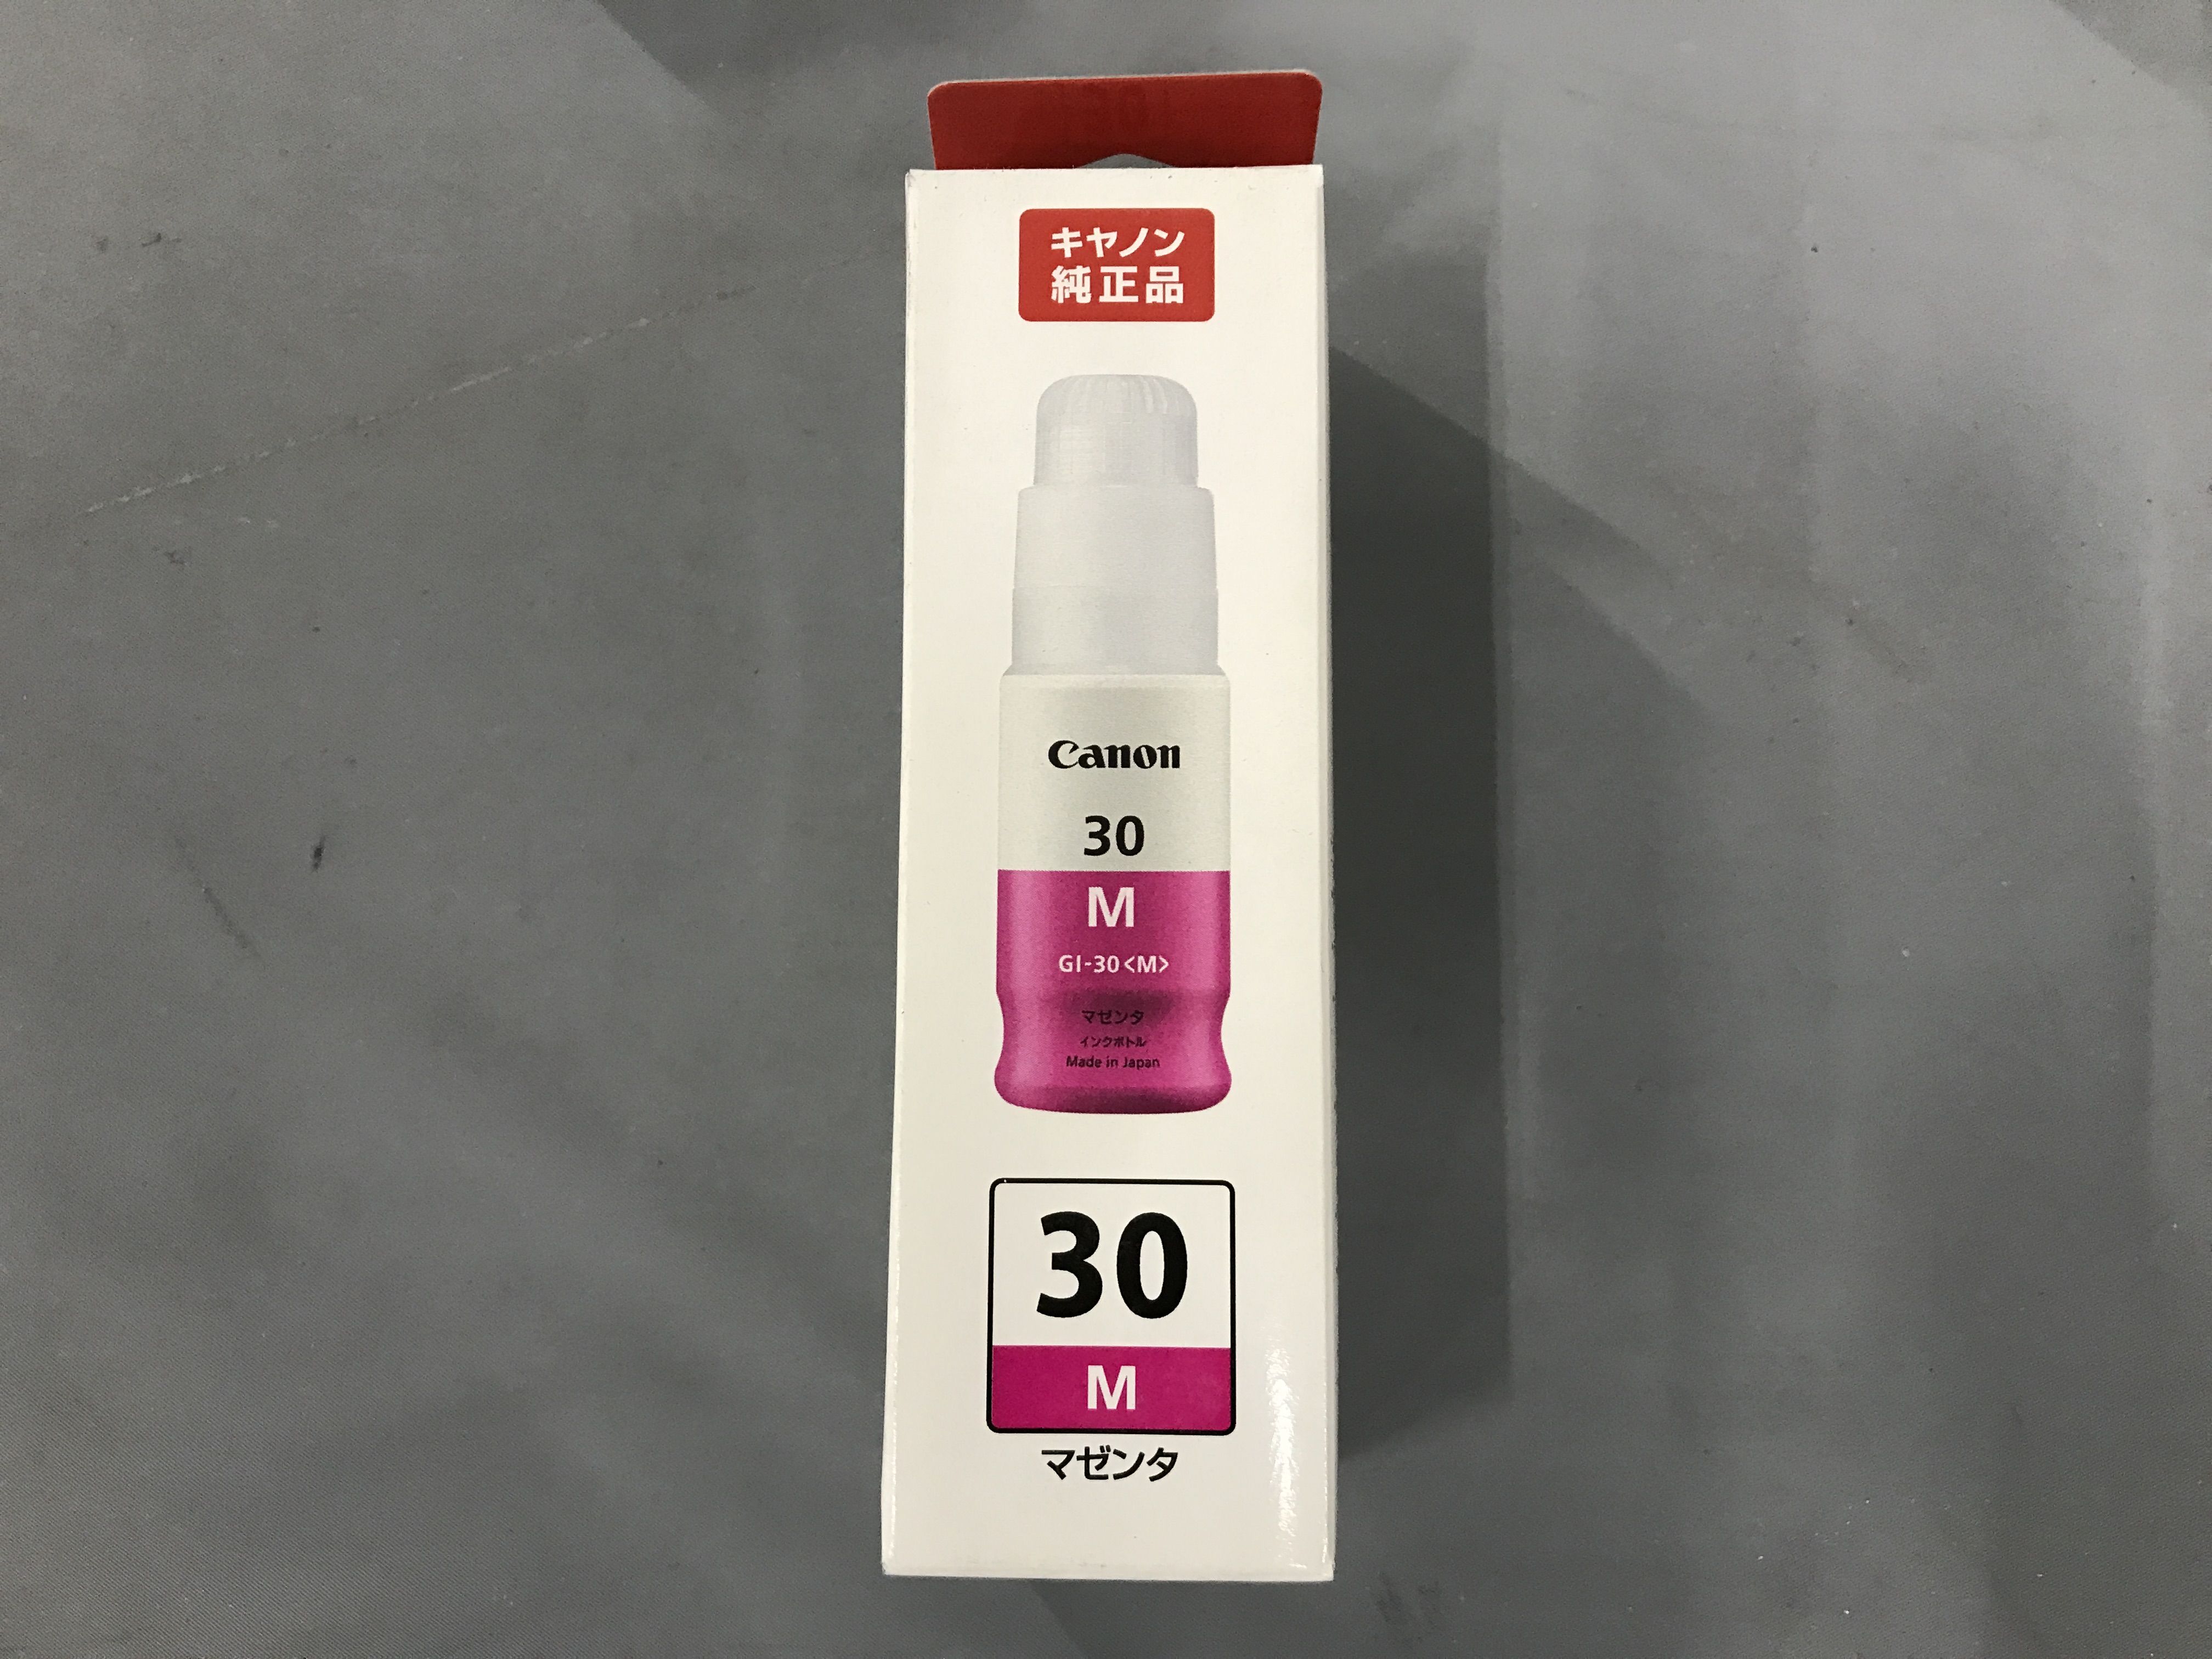 キヤノン
純正品
Canon
30
M
GI-30<M>
マゼンタ
インクボトル
Made in Japan
30
M
マゼンタ